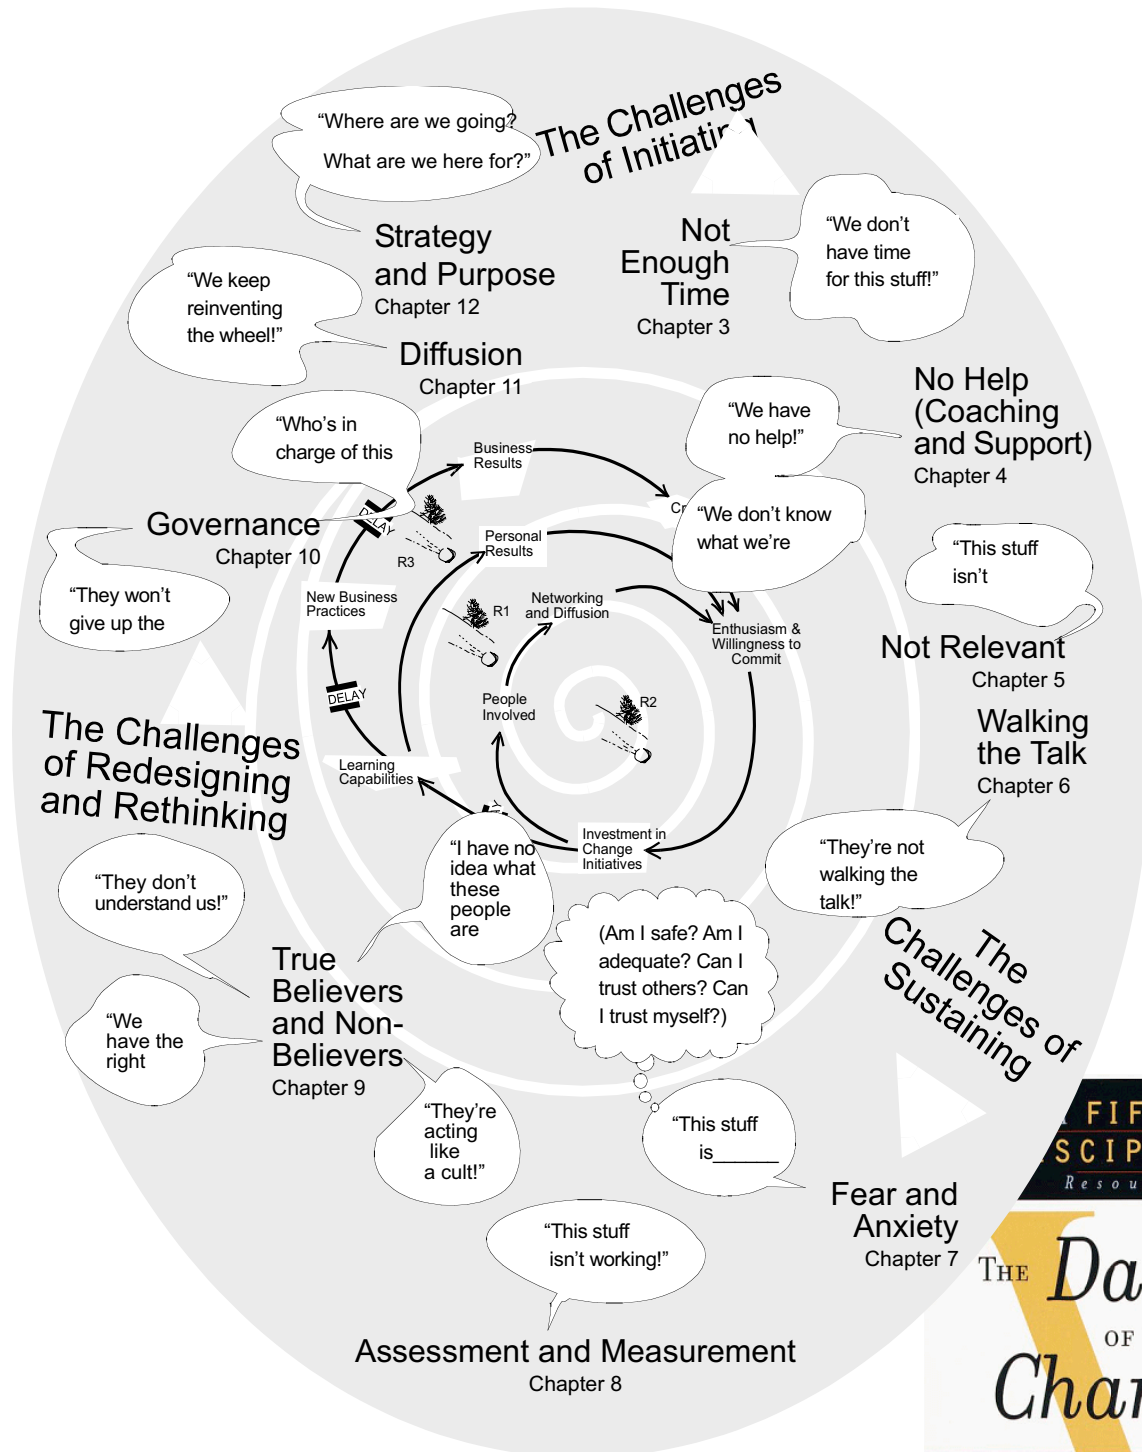 The Challenges
of Initiating
“Where are we going?
What are we here for?”
Strategy
and Purpose
Chapter 12
“We don’t
have time
for this stuff!”
Not
Enough
Time
Chapter 3
“We keep
reinventing
the wheel!”
Diffusion
Chapter 11
“We have
no help!”
No Help
(Coaching
and Support)
Chapter 4
“Who’s in
charge of this
Governance
Chapter 10
“They won’t
give up the
“We don’t know
what we’re
“This stuff
isn’t
Not Relevant
Chapter 5
Walking
the Talk
Chapter 6
“They’re not
walking the
talk!”
Business
Results
Cr
DELAY
R3
Personal
Results
New Business
Practices
R1
Networking
and Diffusion
Enthusiasm &
Willingness to
Commit
People
Involved
R2
DELAY
Learning
Capabilities
Investment in
Change
Initiatives
The Challenges
of Redesigning
and Rethinking
“They don’t
understand us!”
“I have no
idea what
these
people
are
“We
have the
right
True
Believers
and Non-
Believers
Chapter 9
“They’re
acting
like
a cult!”
(Am I safe? Am I
adequate? Can I
trust others? Can
I trust myself?)
“This stuff
is______
The
Challenges of
Sustaining
Fear and
Anxiety
Chapter 7
“This stuff
isn’t working!”
Assessment and Measurement
Chapter 8
FIF
SCIP
Resou
THE Da
OF
Chan